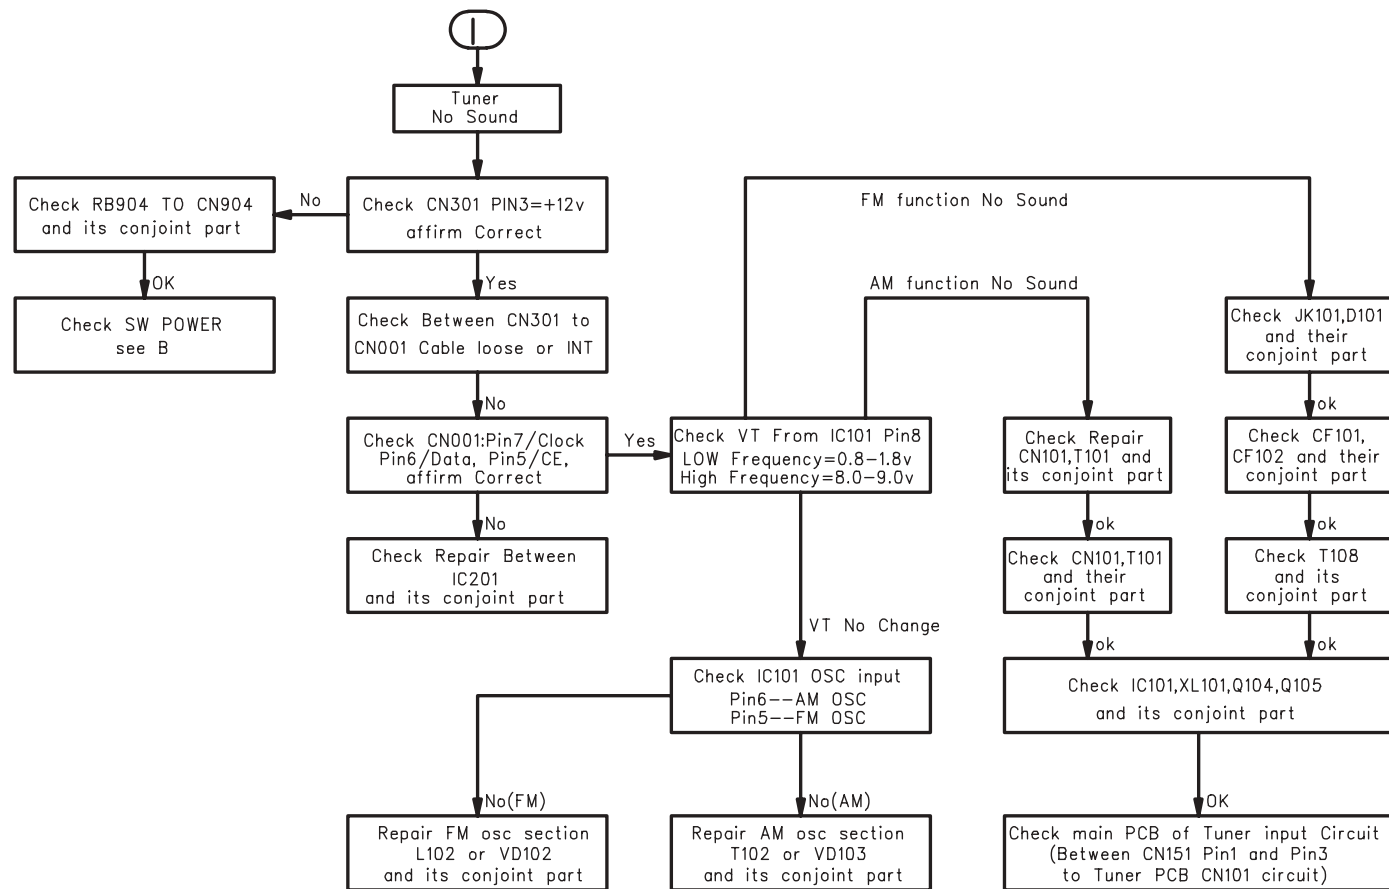 I
Tuner
No Sound
Check RB904 TO CN904
and its conjoint part
No
Check CN301 PIN3=+12v
affirm Correct
FM function No Sound
OK
Yes
AM function No Sound
Check SW POWER
see B
Check Between CN301 to
CN001 Cable loose or INT
Check JK101,D101
and their
conjoint part
No
ok
Check CN001:Pin7/Clock
Pin6/Data, Pin5/CE,
affirm Correct
Yes
Check VT From IC101 Pin8
LOW Frequency=0.8-1.8v
High Frequency=8.0-9.0v
Check Repair
CN101,T101 and
its conjoint part
Check CF101,
CF102 and their
conjoint part
No
ok
ok
Check Repair Between
IC201
and its conjoint part
Check CN101,T101
and their
conjoint part
Check T108
and its
conjoint part
VT No Change
ok
ok
Check IC101 OSC input
Pin6--AM OSC
Pin5--FM OSC
Check IC101,XL101,Q104,Q105
and its conjoint part
No(FM)
No(AM)
OK
Repair FM osc section
L102 or VD102
and its conjoint part
Repair AM osc section
T102 or VD103
and its conjoint part
Check main PCB of Tuner input Circuit
(Between CN151 Pin1 and Pin3
to Tuner PCB CN101 circuit)